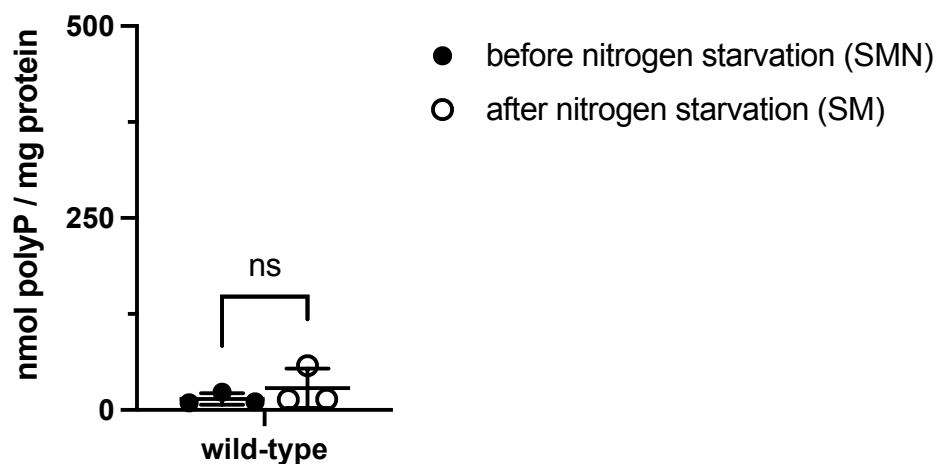 500
before nitrogen starvation (SMN)
after nitrogen starvation (SM)
nmol polyP / mg protein
250
ns
0
wild-type